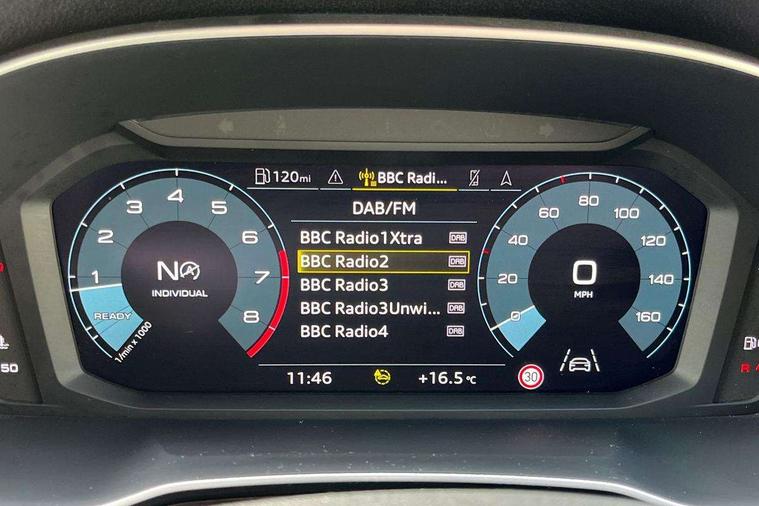 120mi BBC Radi...
DAB/FM
BBC Radio1Xtra DAB
BBC Radio2 DAB
BBC Radio3 DAB
BBC Radio3Unwi... DAB
BBC Radio4 DAB
11:46 +16.5°C
1 2 3 4 5 6 7 8
READY
1/min x 1000
N A
INDIVIDUAL
0 20 40 60 80 100 120 140 160
0
MPH
30
50
R